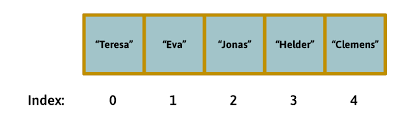 “Teresa” “Eva” “Jonas” “Helder” “Clemens”
Index: 0 1 2 3 4